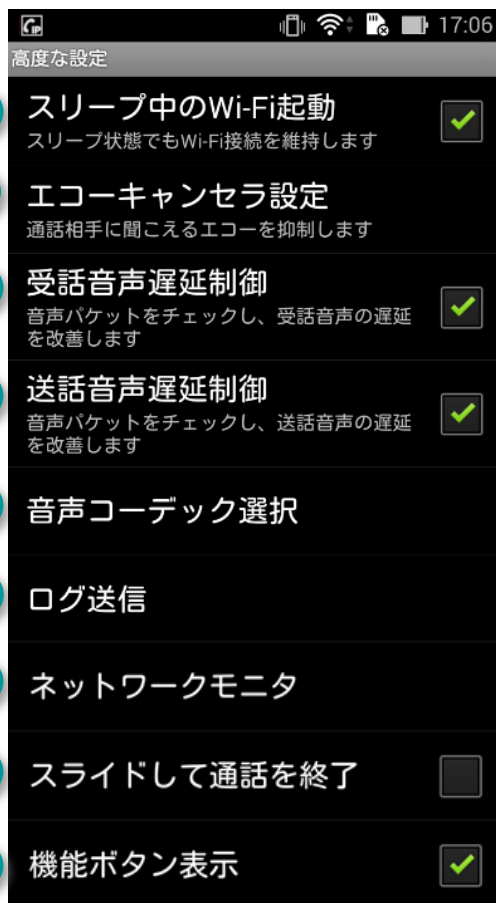 IP
17:06
高度な設定
スリープ中のWi-Fi起動
スリープ状態でもWi-Fi接続を維持します
エコーキャンセラ設定
通話相手に聞こえるエコーを抑制します
受話音声遅延制御
音声パケットをチェックし、受話音声の遅延
を改善します
送話音声遅延制御
音声パケットをチェックし、送話音声の遅延
を改善します
音声コーデック選択
ログ送信
ネットワークモニタ
スライドして通話を終了
機能ボタン表示